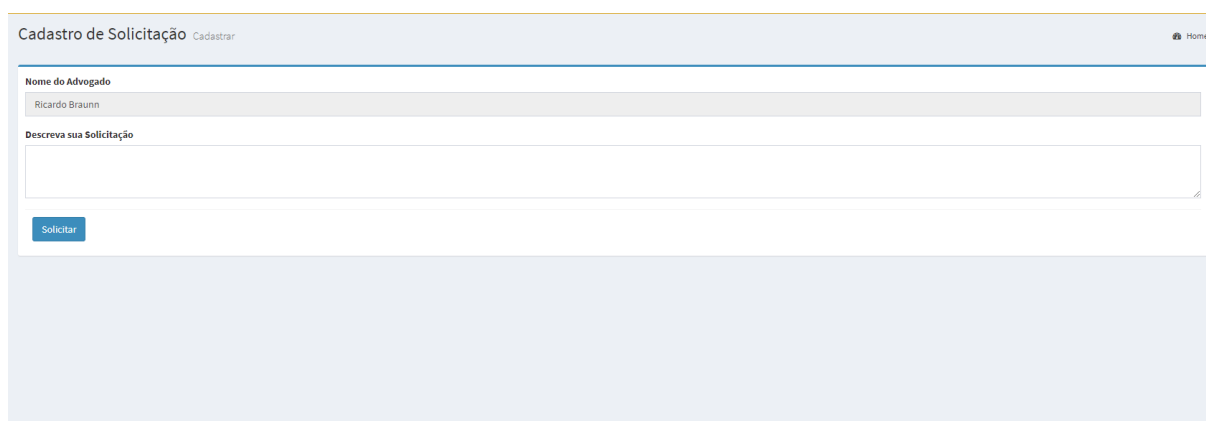 Cadastro de Solicitação Cadastrar
Home
Nome do Advogado
Ricardo Braunn
Descreva sua Solicitação
Solicitar